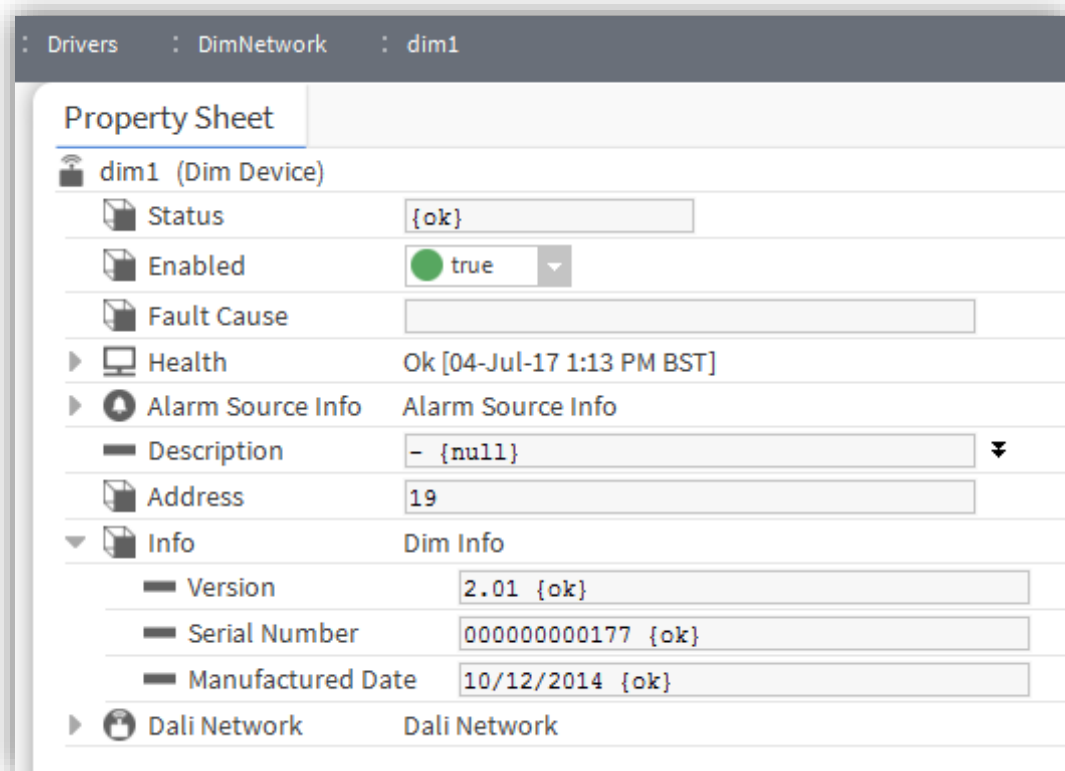 : Drivers : DimNetwork : dim1
Property Sheet
dim1 (Dim Device)
Status {ok}
Enabled true
Fault Cause
Health Ok [04-Jul-17 1:13 PM BST]
Alarm Source Info Alarm Source Info
Description - {null}
Address 19
Info Dim Info
Version 2.01 {ok}
Serial Number 000000000177 {ok}
Manufactured Date 10/12/2014 {ok}
Dali Network Dali Network